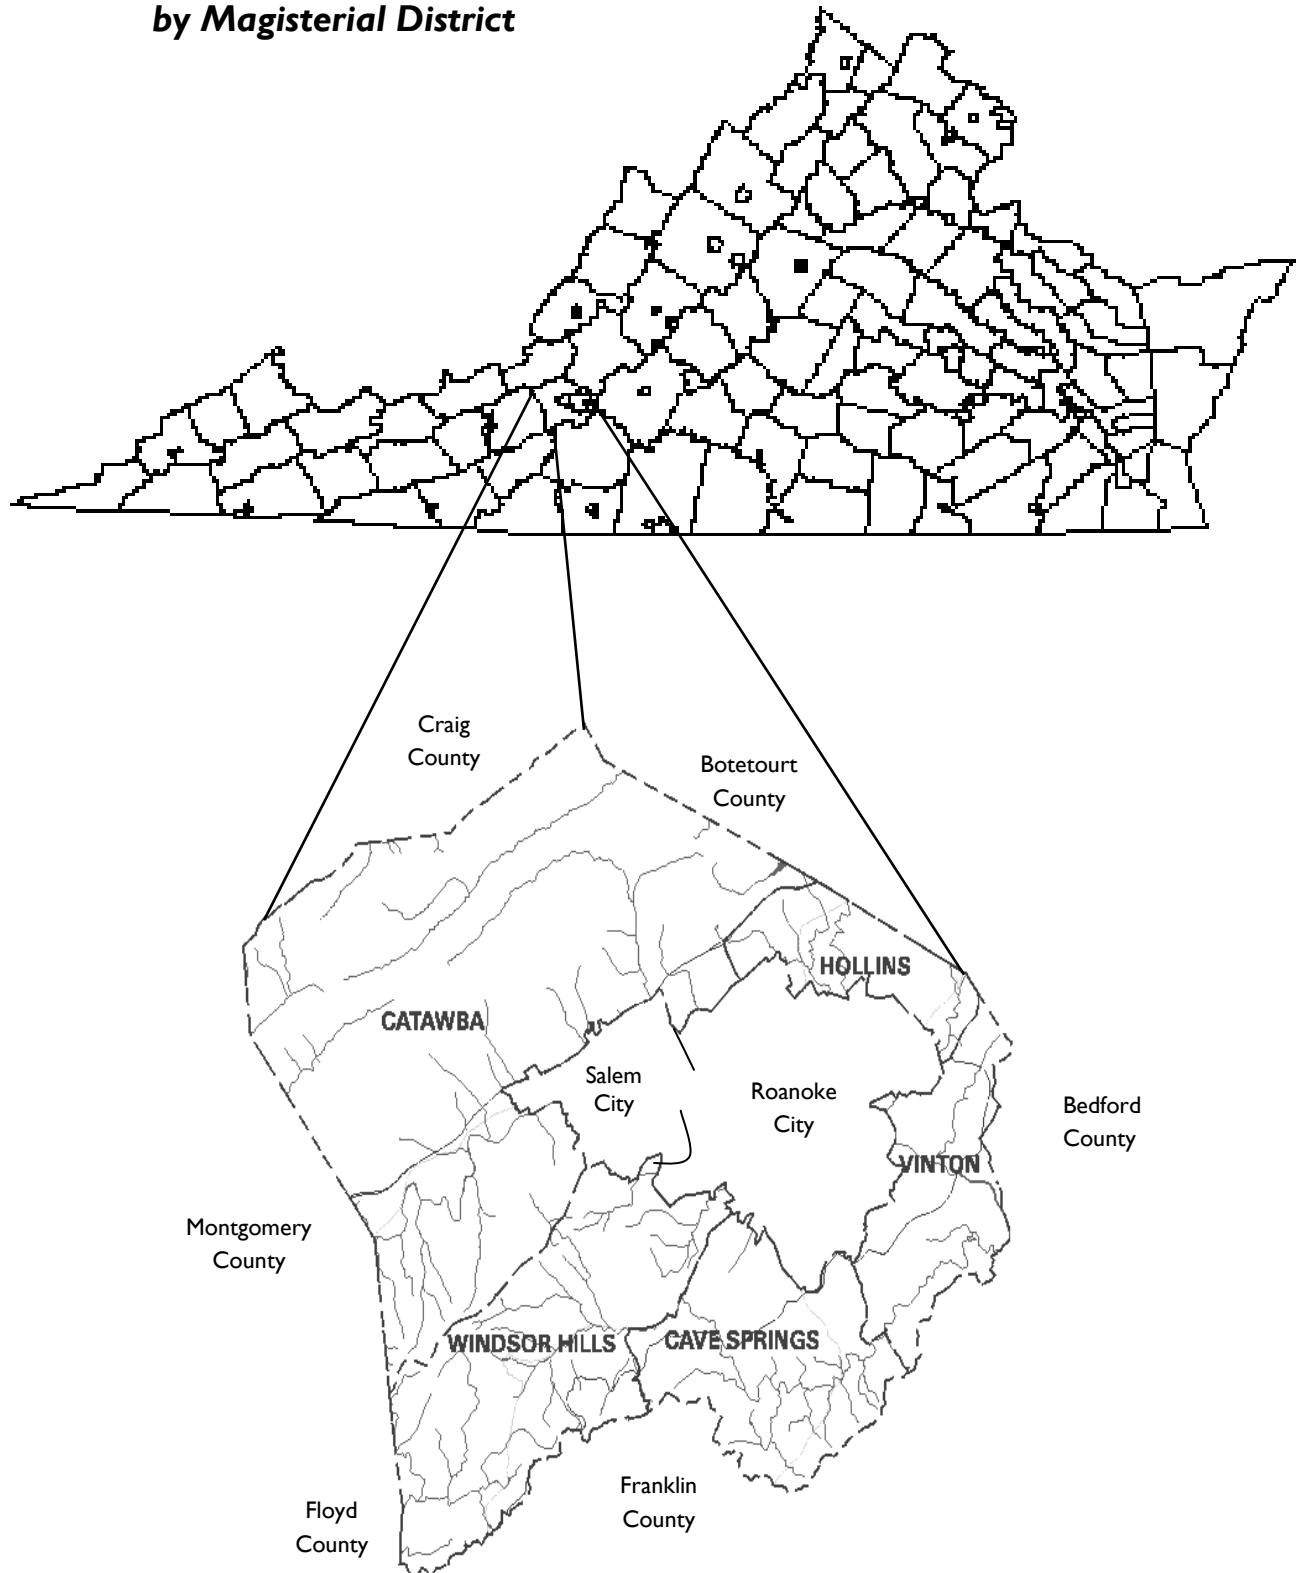 by Magisterial District
Craig
County
Botetourt
County
HOLLINS
CATAWBA
Salem
City
Roanoke
City
Bedford
County
VINTON
Montgomery
County
WINDSOR HILLS
CAVE SPRINGS
Franklin
County
Floyd
County